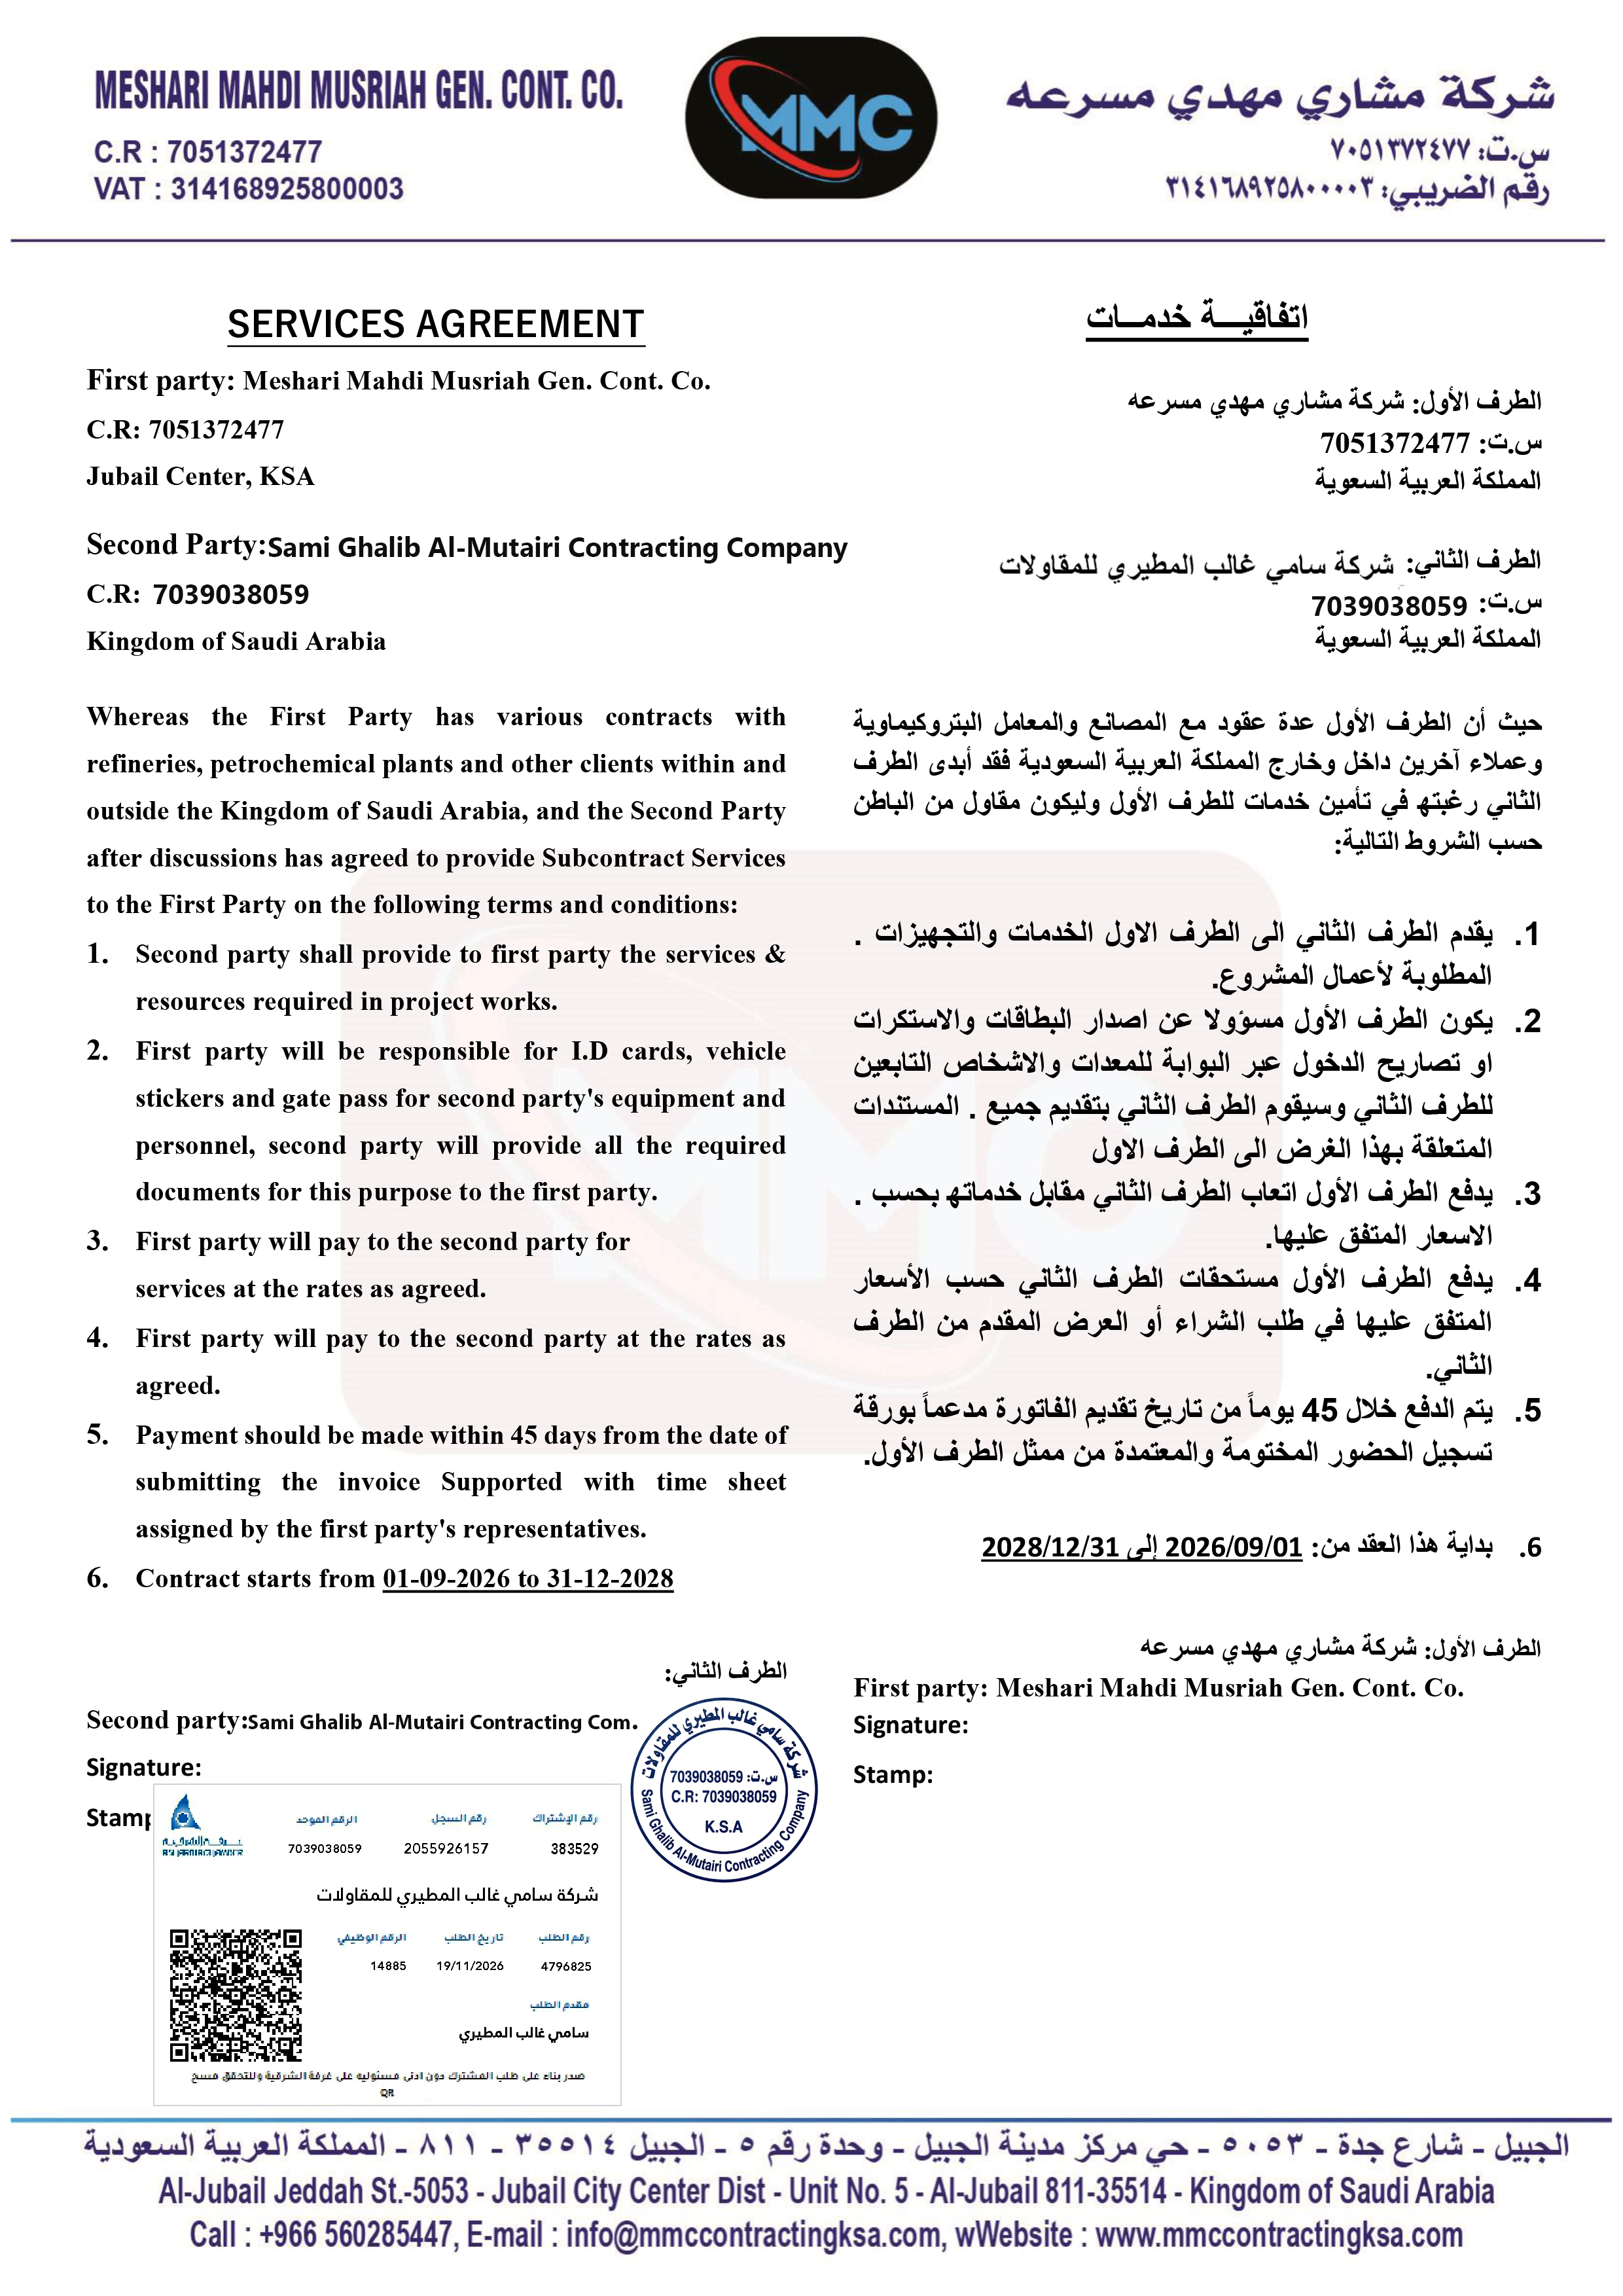 MESHARI MAHDI MUSRIAH GEN. CONT. CO.
C.R : 7051372477
VAT : 314168925800003
MMC
شركة مشاري مهدي مسرعه
س.ت: ٧٠٥١٣٧٢٤٧٧
رقم الضريبي: ٣١٤١٦٨٩٢٥٨٠٠٠٠٣
SERVICES AGREEMENT
First party: Meshari Mahdi Musriah Gen. Cont. Co.
C.R: 7051372477
Jubail Center, KSA
Second Party:Sami Ghalib Al-Mutairi Contracting Company
C.R: 7039038059
Kingdom of Saudi Arabia
Whereas the First Party has various contracts with
refineries, petrochemical plants and other clients within and
outside the Kingdom of Saudi Arabia, and the Second Party
after discussions has agreed to provide Subcontract Services
to the First Party on the following terms and conditions:
1. Second party shall provide to first party the services &
resources required in project works.
2. First party will be responsible for I.D cards, vehicle
stickers and gate pass for second party's equipment and
personnel, second party will provide all the required
documents for this purpose to the first party.
3. First party will pay to the second party for
services at the rates as agreed.
4. First party will pay to the second party at the rates as
agreed.
5. Payment should be made within 45 days from the date of
submitting the invoice Supported with time sheet
assigned by the first party's representatives.
6. Contract starts from 01-09-2026 to 31-12-2028
اتفاقيـــة خدمـــات
الطرف الأول: شركة مشاري مهدي مسرعه
س.ت: 7051372477
المملكة العربية السعودية
الطرف الثاني: شركة سامي غالب المطيري للمقاولات
س.ت: 7039038059
المملكة العربية السعودية
حيث أن الطرف الأول عدة عقود مع المصانع والمعامل البتروكيماوية
وعملاء آخرين داخل وخارج المملكة العربية السعودية فقد أبدى الطرف
الثاني رغبته في تأمين خدمات للطرف الأول وليكون مقاول من الباطن
حسب الشروط التالية:
1. يقدم الطرف الثاني الى الطرف الاول الخدمات والتجهيزات .
المطلوبة لأعمال المشروع.
2. يكون الطرف الأول مسؤولا عن اصدار البطاقات والاستكرات
او تصاريح الدخول عبر البوابة للمعدات والاشخاص التابعين
للطرف الثاني وسيقوم الطرف الثاني بتقديم جميع . المستندات
المتعلقة بهذا الغرض الى الطرف الاول
3. يدفع الطرف الأول اتعاب الطرف الثاني مقابل خدماته بحسب .
الاسعار المتفق عليها.
4. يدفع الطرف الأول مستحقات الطرف الثاني حسب الأسعار
المتفق عليها في طلب الشراء أو العرض المقدم من الطرف
الثاني.
5. يتم الدفع خلال 45 يوماً من تاريخ تقديم الفاتورة مدعماً بورقة
تسجيل الحضور المختومة والمعتمدة من ممثل الطرف الأول.
6. بداية هذا العقد من: 2026/09/01 إلى 2028/12/31
الطرف الثاني:
Second party:Sami Ghalib Al-Mutairi Contracting Com.
Signature:
Stamp
شركة سامي غالب المطيري للمقاولات
س.ت: 7039038059
C.R: 7039038059
K.S.A
Sami Ghalib Al-Mutairi Contracting Company
الطرف الأول: شركة مشاري مهدي مسرعه
First party: Meshari Mahdi Musriah Gen. Cont. Co.
Signature:
Stamp:
رقم الإشتراك رقم السجل الرقم الموحد
383529 2055926157 7039038059
شركة سامي غالب المطيري للمقاولات
رقم الطلب تاريخ الطلب الرقم الوظيفي
4796825 19/11/2026 14885
مقدم الطلب
سامي غالب المطيري
صدر بناء على طلب المشترك دون ادنى مسئوليه على غرفة الشرقية وللتحقق مسح
QR
الجبيل - شارع جدة - ٥٠٥٣ - حي مركز مدينة الجبيل - وحدة رقم ٥ - الجبيل ٣٥٥١٤ - ٨١١ - المملكة العربية السعودية
Al-Jubail Jeddah St.-5053 - Jubail City Center Dist - Unit No. 5 - Al-Jubail 811-35514 - Kingdom of Saudi Arabia
Call : +966 560285447, E-mail : info@mmccontractingksa.com, wWebsite : www.mmccontractingksa.com